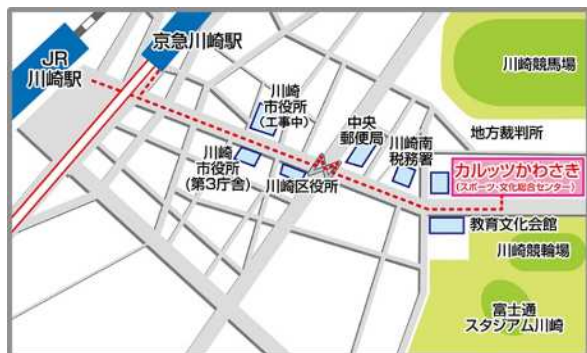 京急川崎駅
JR
川崎駅
川崎競馬場
川崎
市役所
(工事中)
中央
郵便局
川崎南
税務署
地方裁判所
カルッツかわさき
(スポーツ・文化総合センター)
川崎
市役所
(第3庁舎)
川崎区役所
教育文化会館
川崎競輪場
富士通
スタジアム川崎